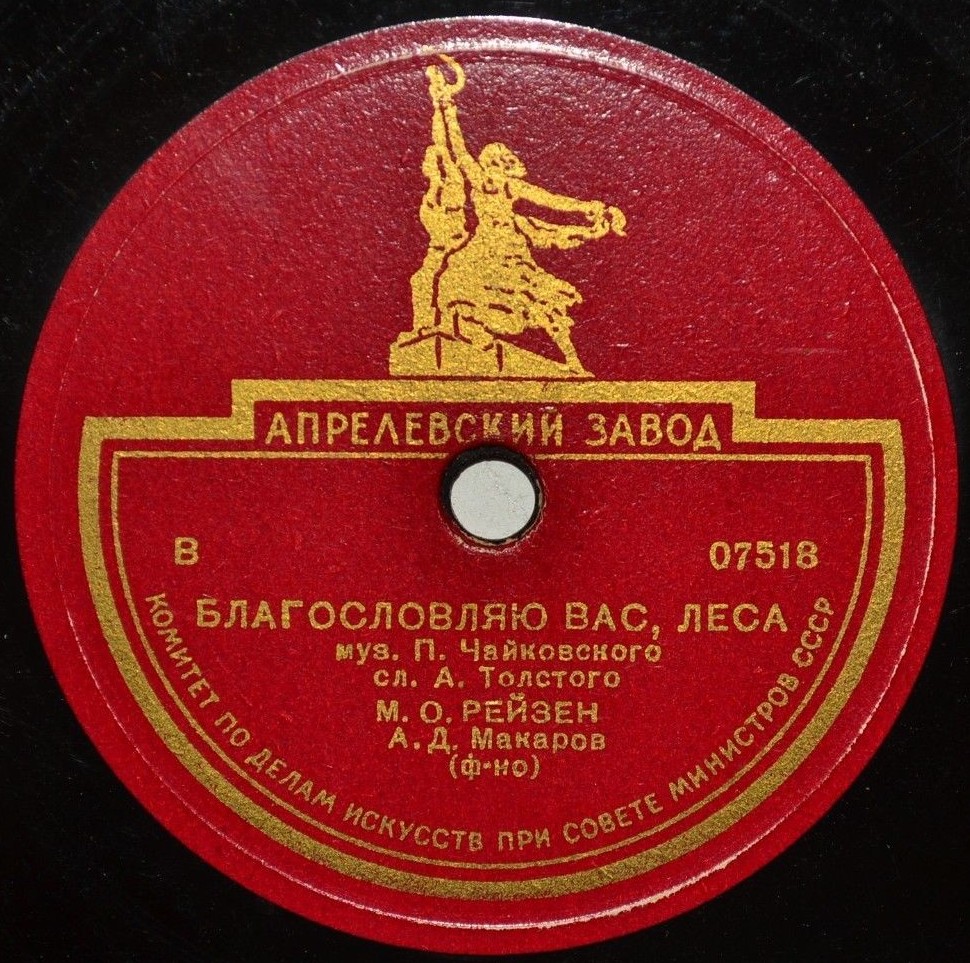 АПРЕЛЕВСКИЙ ЗАВОД
В 07518
БЛАГОСЛОВЛЯЮ ВАС, ЛЕСА
муз. П. Чайковского
сл. А. Толстого
М. О. РЕЙЗЕН
А. Д. Макаров
(ф-но)
КОМИТЕТ ПО ДЕЛАМ ИСКУССТВ ПРИ СОВЕТЕ МИНИСТРОВ СССР